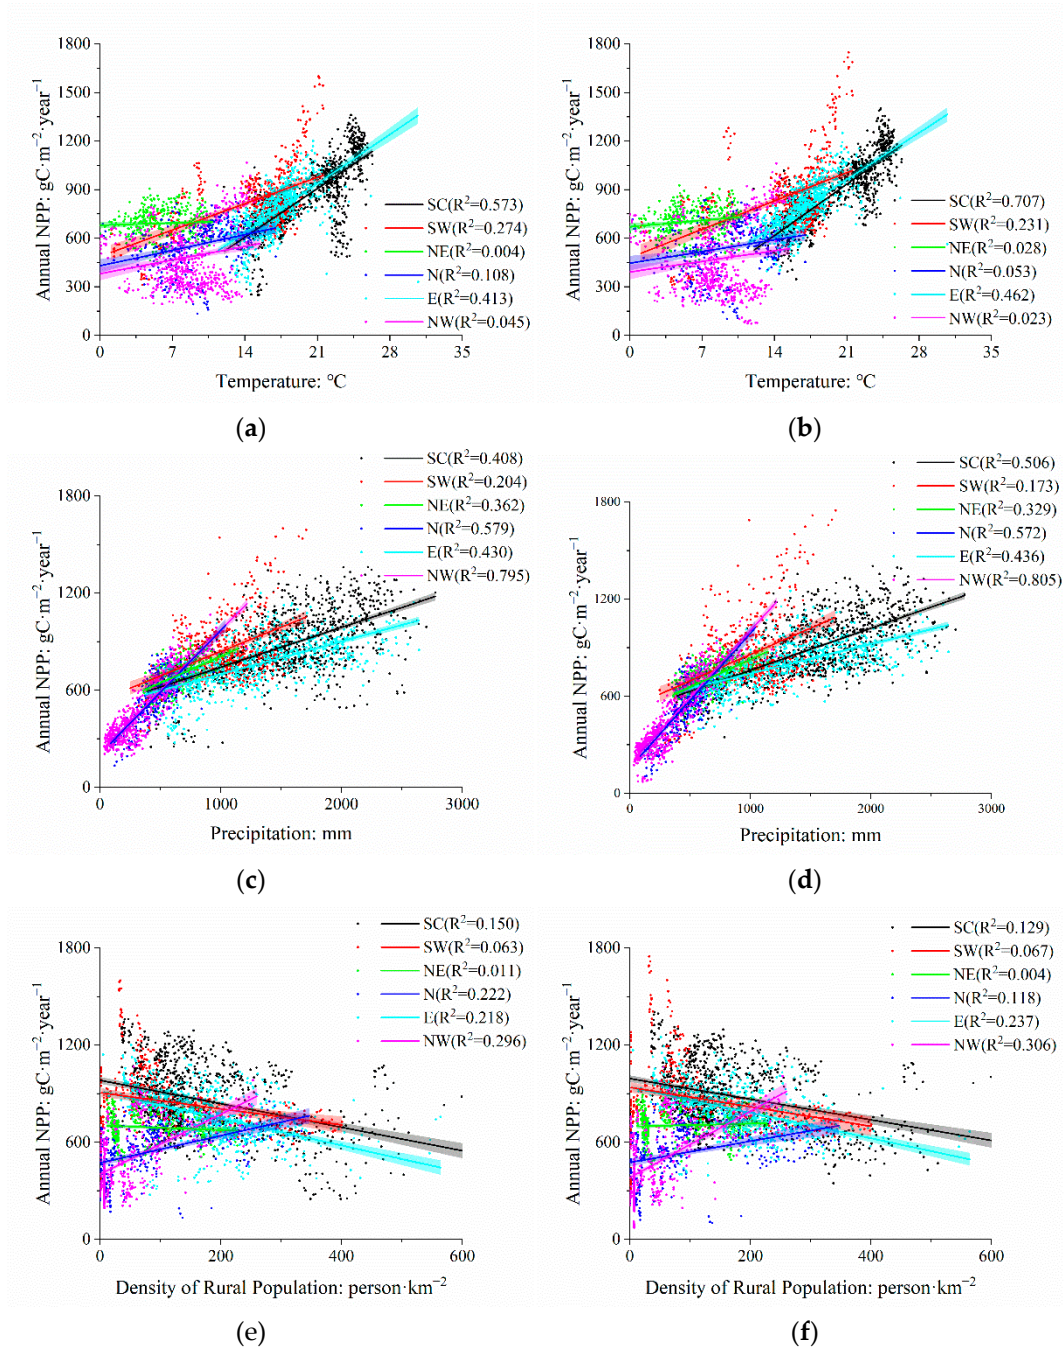 1800
1500
1200
900
600
300
0
Annual NPP: gC·m−2·year−1
SC(R2=0.573)
SW(R2=0.274)
NE(R2=0.004)
N(R2=0.108)
E(R2=0.413)
NW(R2=0.045)
0 7 14 21 28 35
Temperature: °C
(a)
1800
1500
1200
900
600
300
0
Annual NPP: gC·m−2·year−1
SC(R2=0.707)
SW(R2=0.231)
NE(R2=0.028)
N(R2=0.053)
E(R2=0.462)
NW(R2=0.023)
0 7 14 21 28 35
Temperature: °C
(b)
SC(R2=0.408)
SW(R2=0.204)
NE(R2=0.362)
N(R2=0.579)
E(R2=0.430)
NW(R2=0.795)
1800
1200
600
0
Annual NPP: gC·m−2·year−1
0 1000 2000 3000
Precipitation: mm
(c)
SC(R2=0.506)
SW(R2=0.173)
NE(R2=0.329)
N(R2=0.572)
E(R2=0.436)
NW(R2=0.805)
1800
1200
600
0
Annual NPP: gC·m−2·year−1
0 1000 2000 3000
Precipitation: mm
(d)
SC(R2=0.150)
SW(R2=0.063)
NE(R2=0.011)
N(R2=0.222)
E(R2=0.218)
NW(R2=0.296)
1800
1200
600
0
Annual NPP: gC·m−2·year−1
0 200 400 600
Density of Rural Population: person·km−2
(e)
SC(R2=0.129)
SW(R2=0.067)
NE(R2=0.004)
N(R2=0.118)
E(R2=0.237)
NW(R2=0.306)
1800
1200
600
0
Annual NPP: gC·m−2·year−1
0 200 400 600
Density of Rural Population: person·km−2
(f)